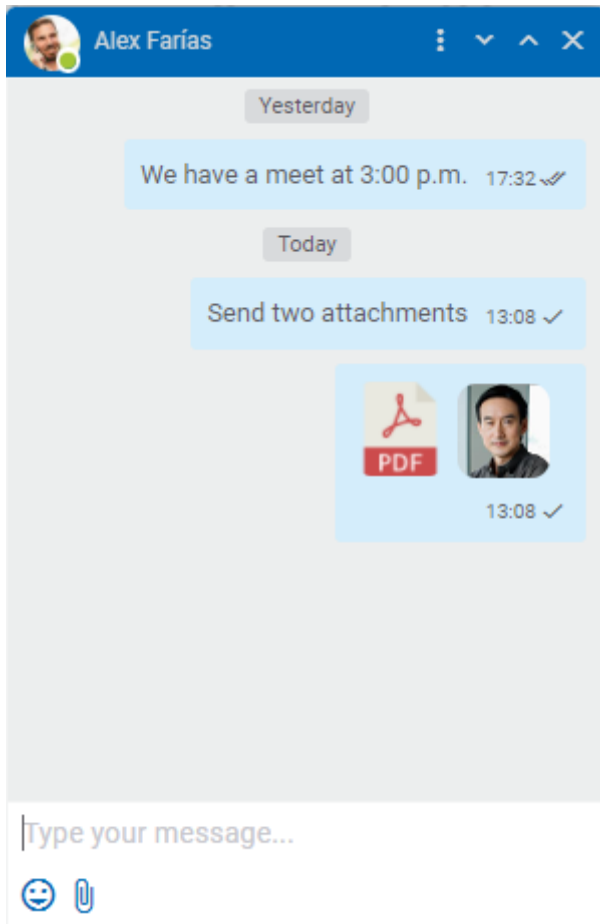 Alex Farías
Yesterday
We have a meet at 3:00 p.m. 17:32
Today
Send two attachments 13:08
PDF
13:08
Type your message...